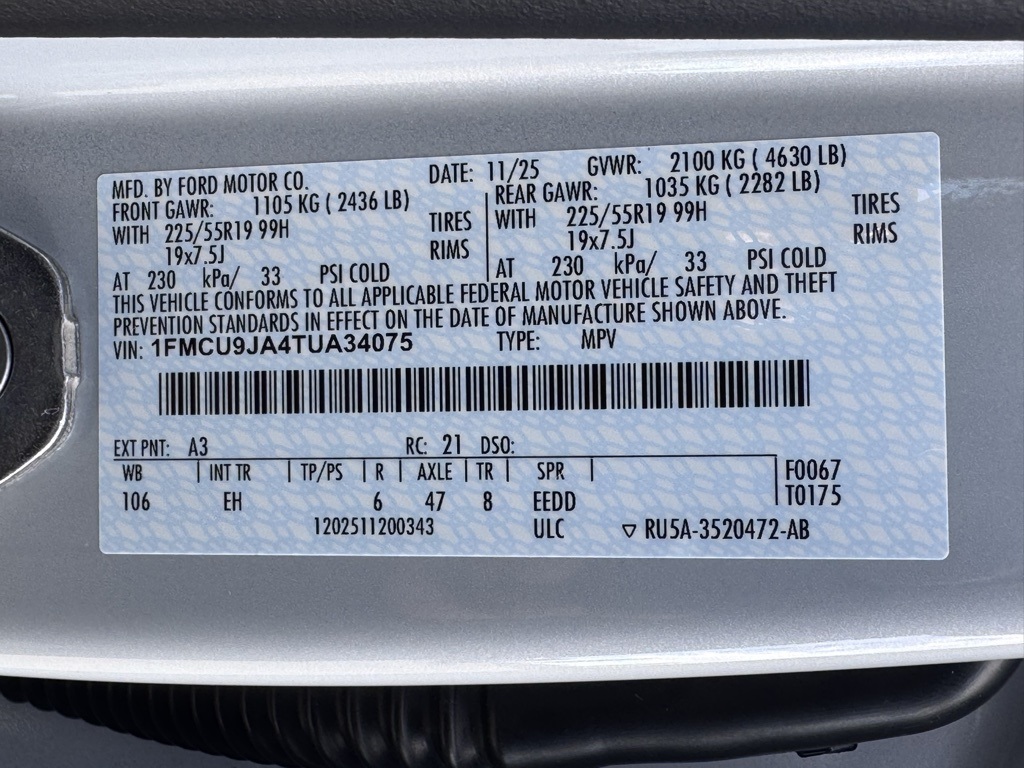 MFD. BY FORD MOTOR CO. DATE: 11/25 GVWR: 2100 KG ( 4630 LB)
FRONT GAWR: 1105 KG ( 2436 LB) REAR GAWR: 1035 KG ( 2282 LB)
WITH 225/55R19 99H TIRES WITH 225/55R19 99H TIRES
19x7.5J RIMS 19x7.5J RIMS
AT 230 kPa/ 33 PSI COLD AT 230 kPa/ 33 PSI COLD
THIS VEHICLE CONFORMS TO ALL APPLICABLE FEDERAL MOTOR VEHICLE SAFETY AND THEFT
PREVENTION STANDARDS IN EFFECT ON THE DATE OF MANUFACTURE SHOWN ABOVE.
VIN: 1FMCU9JA4TUA34075 TYPE: MPV
EXT PNT: A3 RC: 21 DSO:
WB | INT TR | TP/PS | R | AXLE | TR | SPR | F0067
106 EH 6 47 8 EEDD T0175
1202511200343 ULC ▽ RU5A-3520472-AB